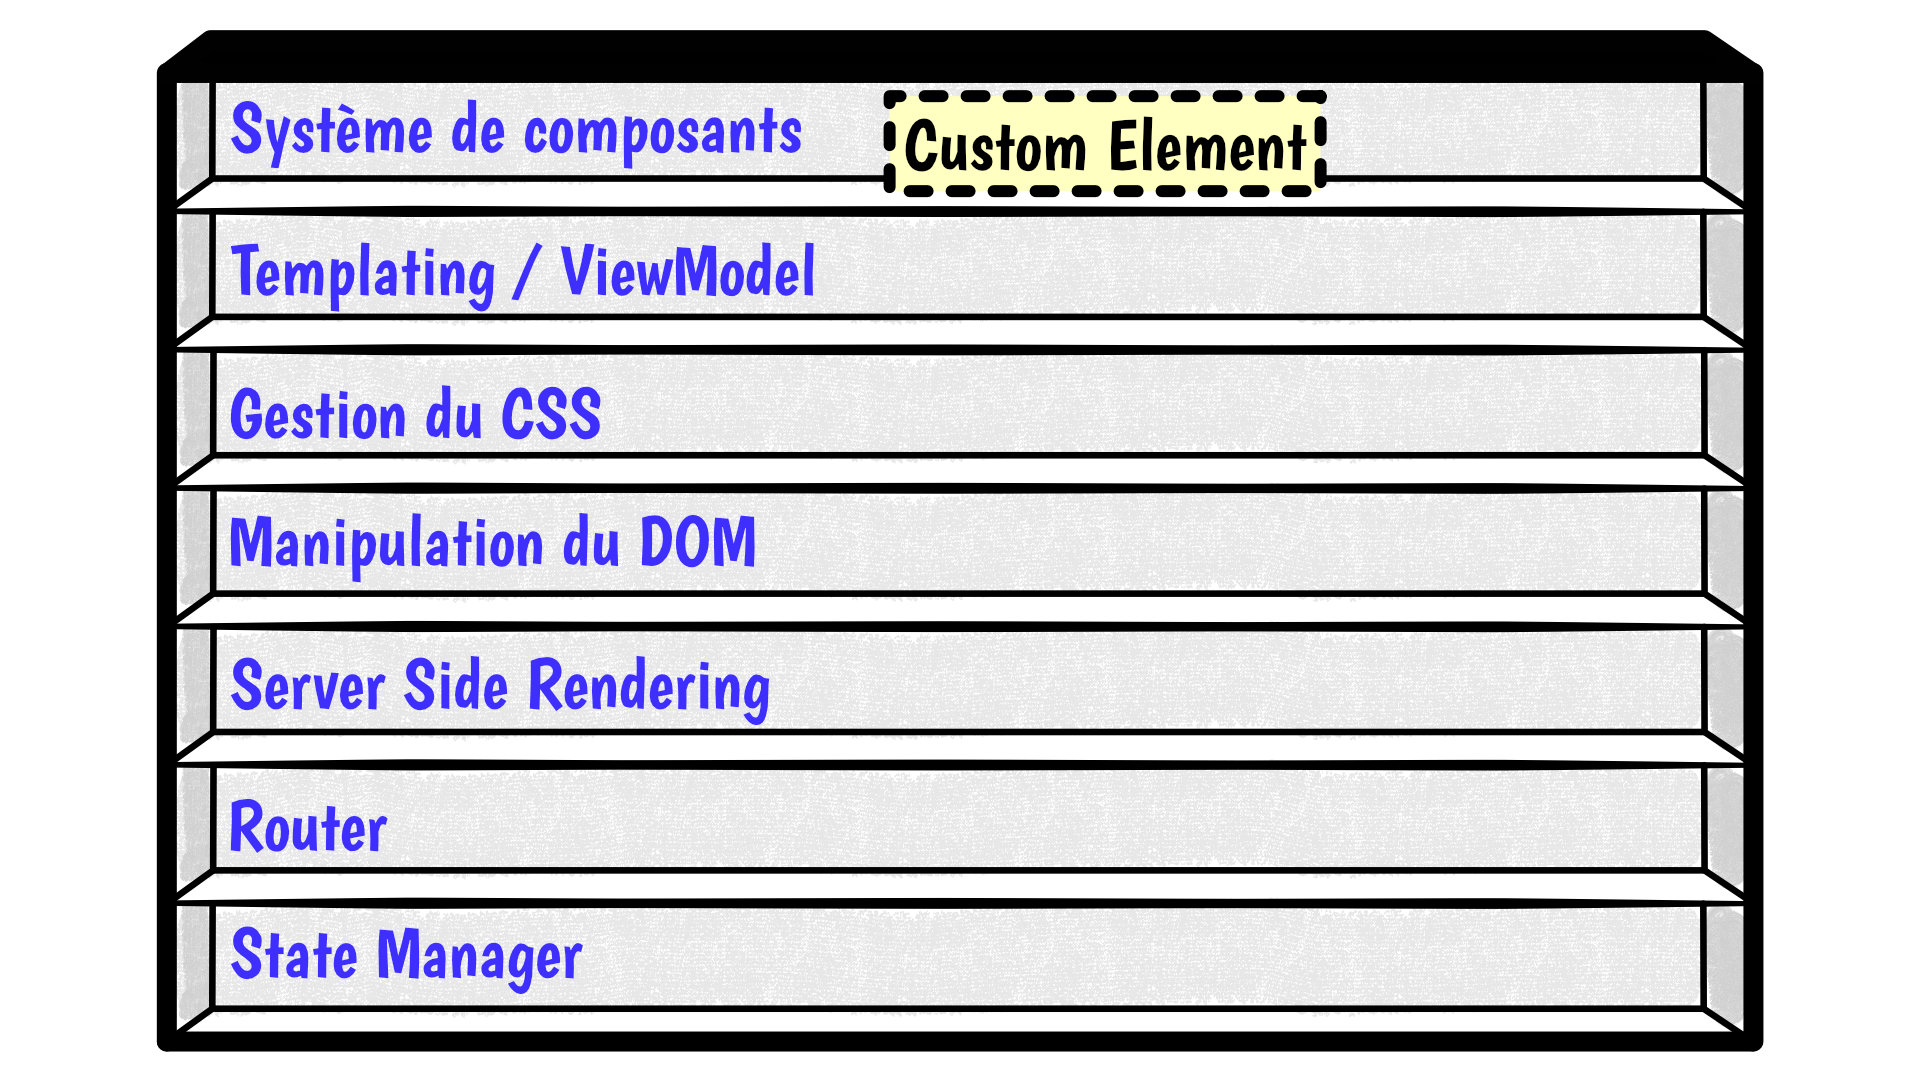 Système de composants
Custom Element
Templating / ViewModel
Gestion du CSS
Manipulation du DOM
Server Side Rendering
Router
State Manager